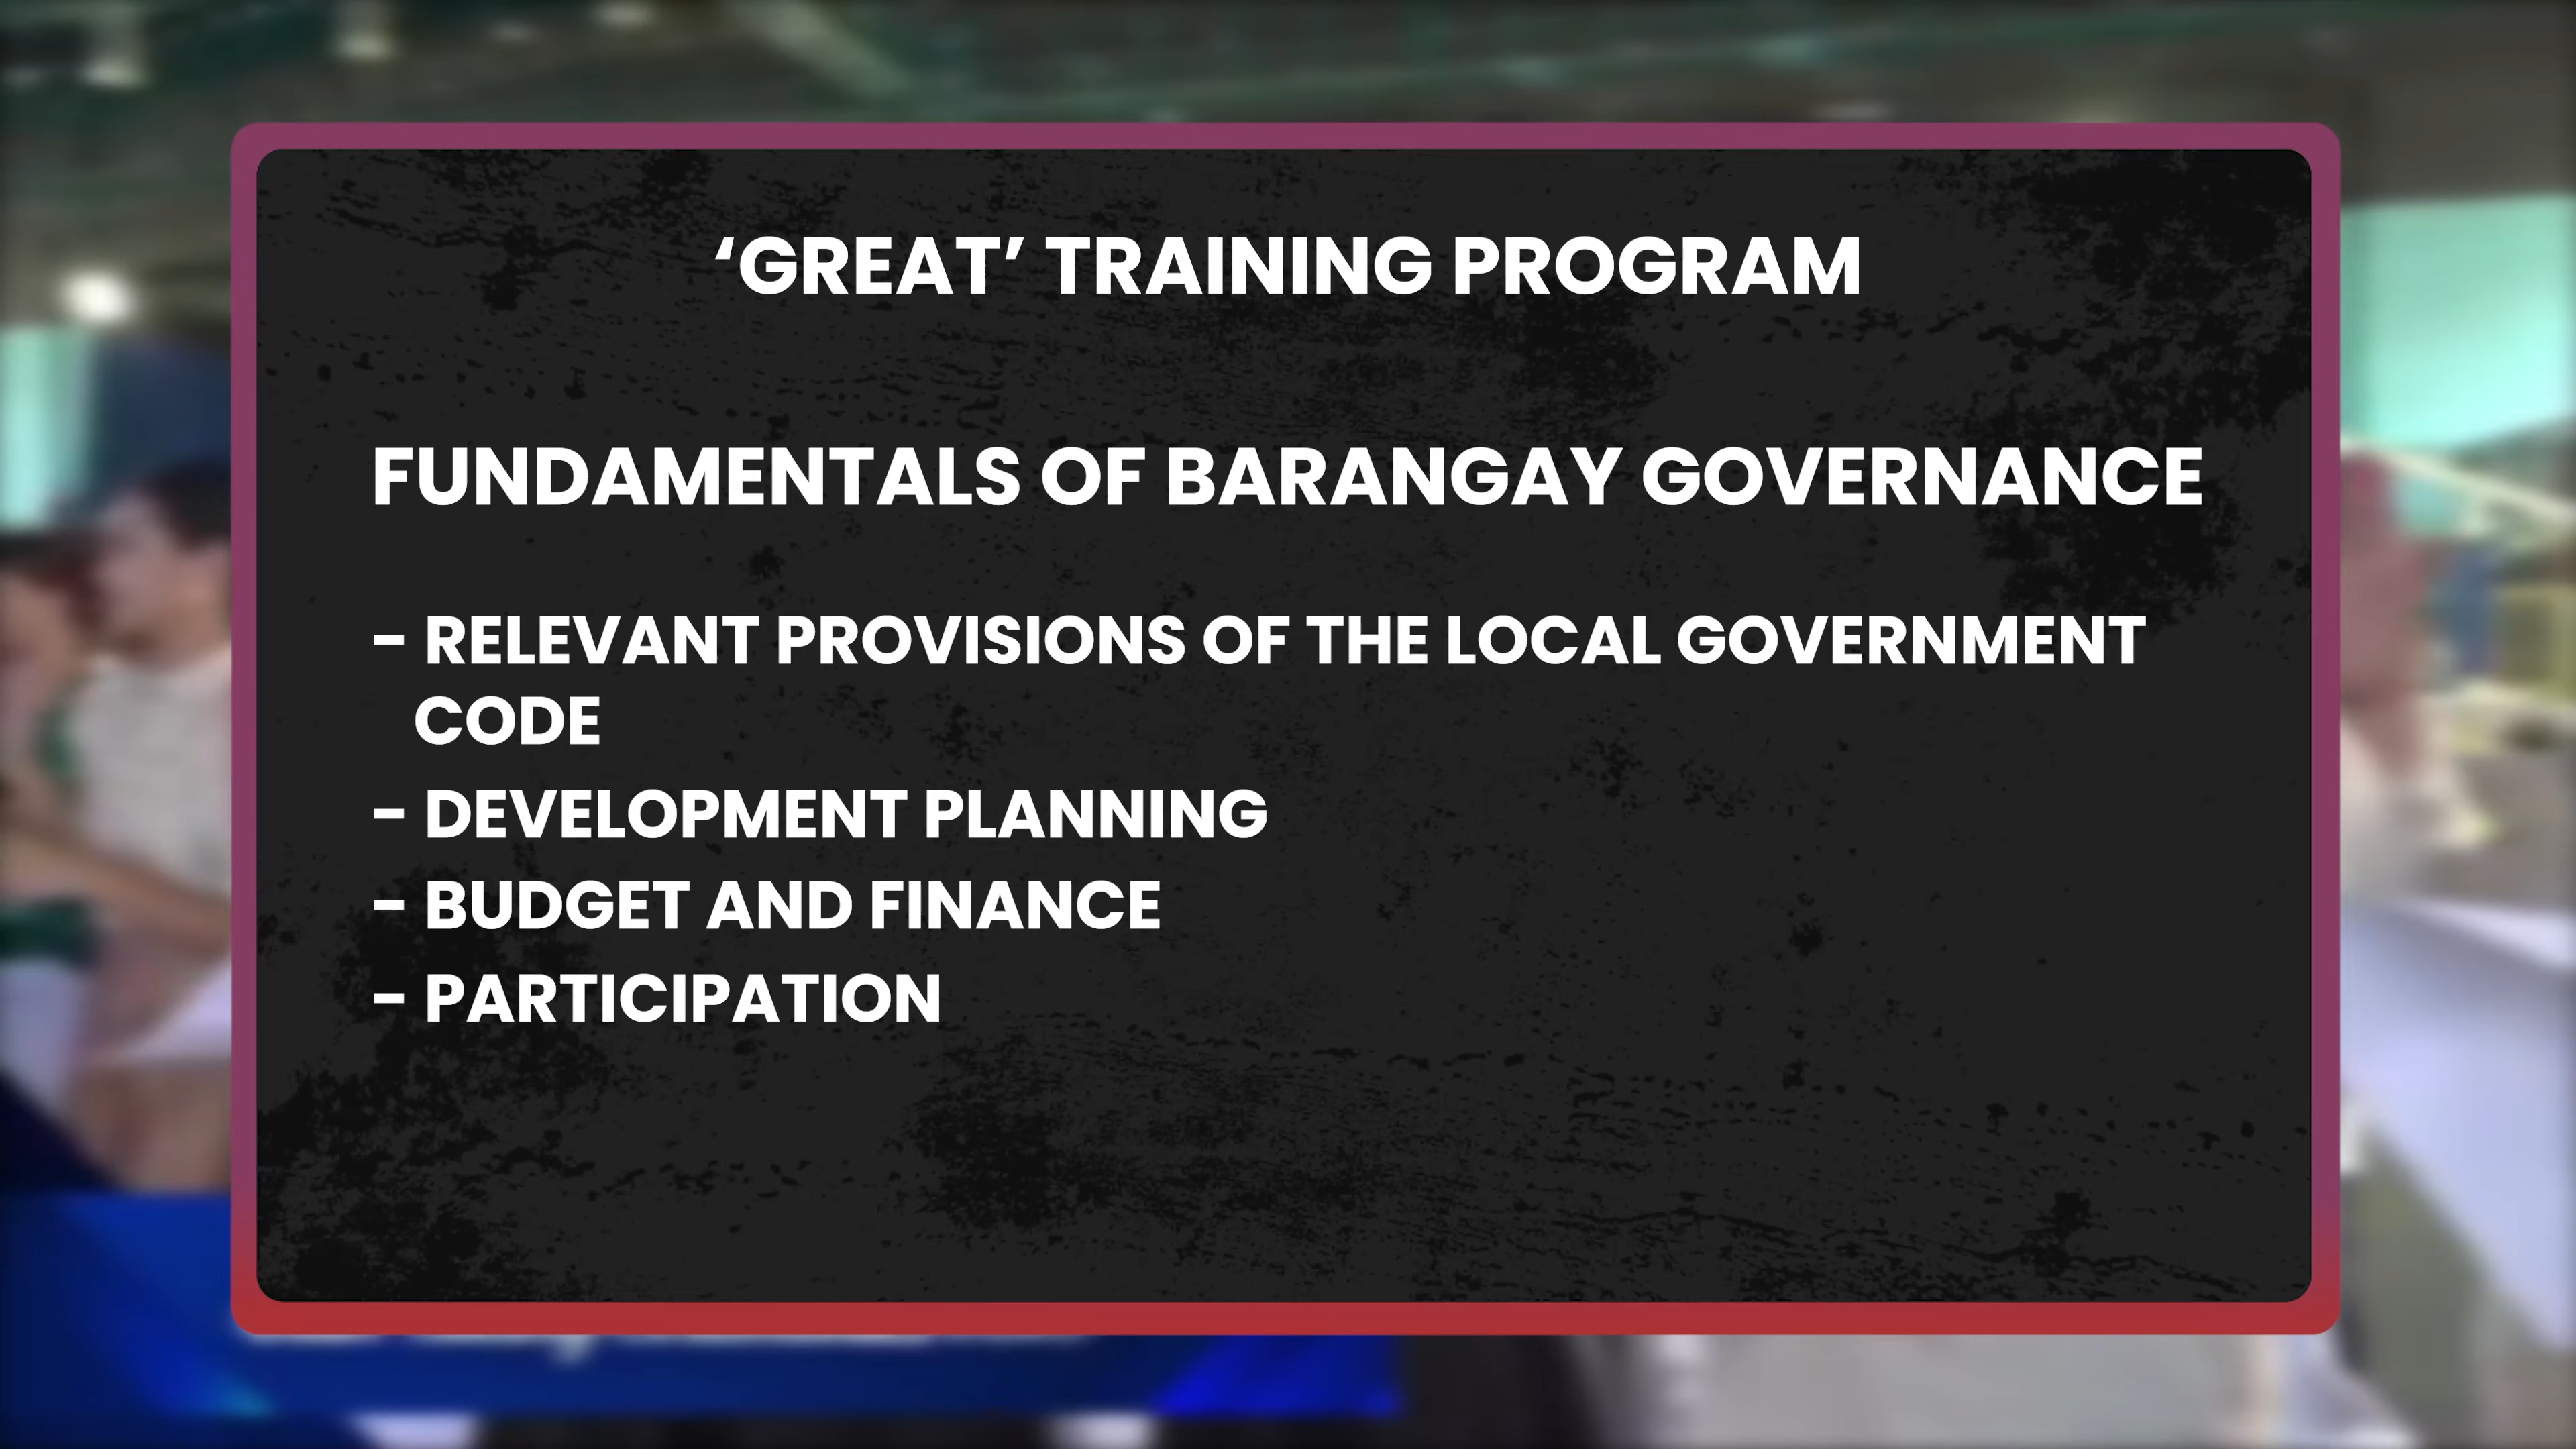 ‘GREAT’ TRAINING PROGRAM
FUNDAMENTALS OF BARANGAY GOVERNANCE
- RELEVANT PROVISIONS OF THE LOCAL GOVERNMENT
CODE
- DEVELOPMENT PLANNING
- BUDGET AND FINANCE
- PARTICIPATION